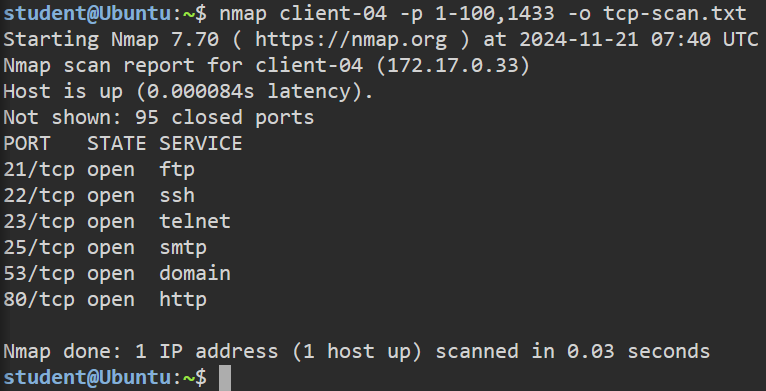 student@Ubuntu:~$ nmap client-04 -p 1-100,1433 -o tcp-scan.txt
Starting Nmap 7.70 ( https://nmap.org ) at 2024-11-21 07:40 UTC
Nmap scan report for client-04 (172.17.0.33)
Host is up (0.000084s latency).
Not shown: 95 closed ports
PORT   STATE SERVICE
21/tcp open  ftp
22/tcp open  ssh
23/tcp open  telnet
25/tcp open  smtp
53/tcp open  domain
80/tcp open  http
Nmap done: 1 IP address (1 host up) scanned in 0.03 seconds
student@Ubuntu:~$